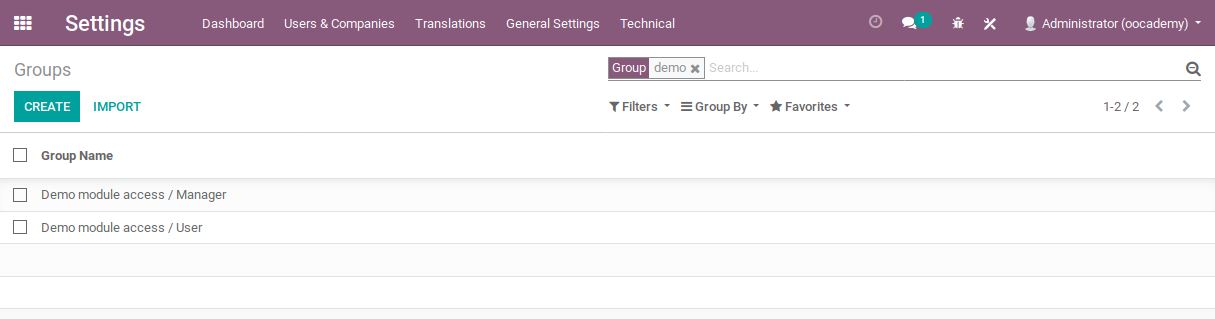 Settings Dashboard Users & Companies Translations General Settings Technical 1 Administrator (oocademy)
Groups Group demo Search...
CREATE IMPORT Filters Group By Favorites 1-2 / 2
Group Name
Demo module access / Manager
Demo module access / User